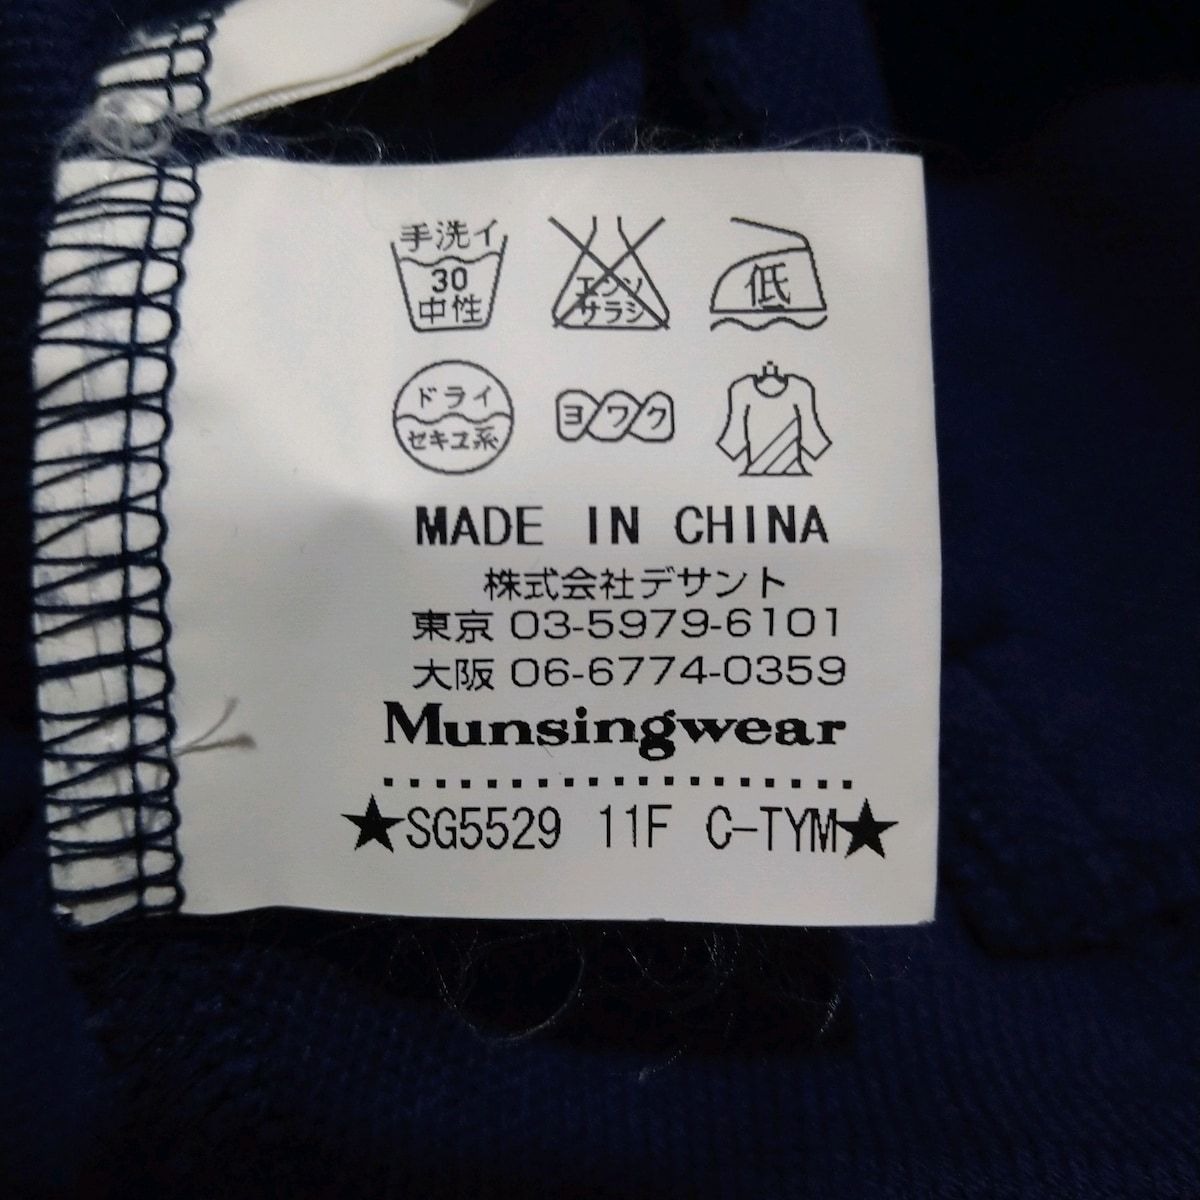 手洗イ
30
中性
エンソ
サラシ
低
ドライ
セキユ系
ヨワク
MADE IN CHINA
株式会社デサント
東京 03-5979-6101
大阪 06-6774-0359
Munsingwear
★SG5529 11F C-TYM★